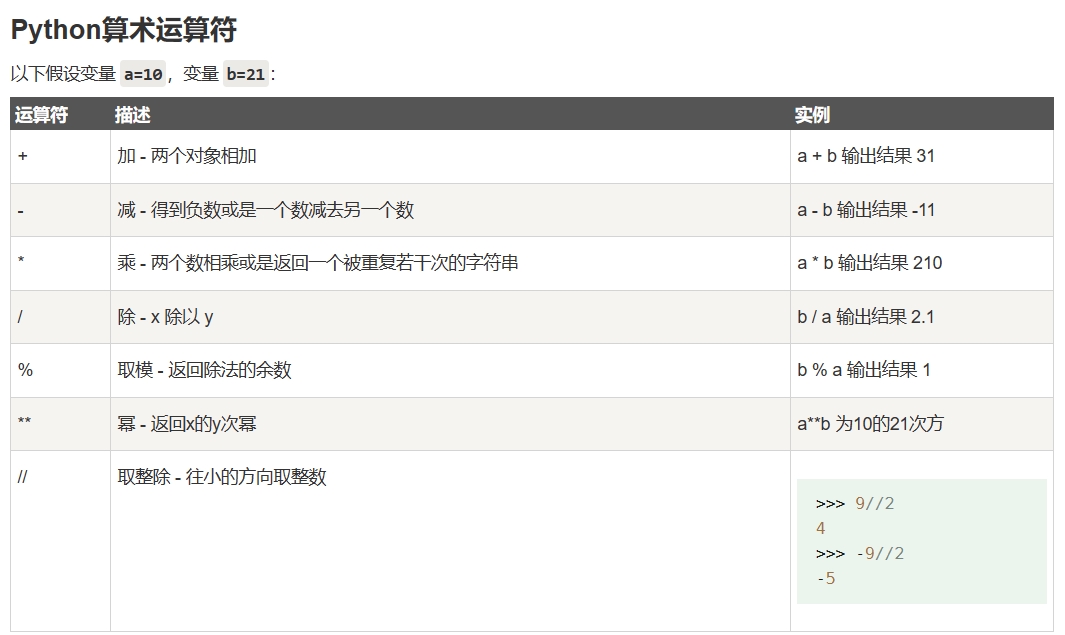 Python算术运算符
以下假设变量 a=10，变量 b=21：
运算符 描述 实例
+ 加 - 两个对象相加 a + b 输出结果 31
- 减 - 得到负数或是一个数减去另一个数 a - b 输出结果 -11
* 乘 - 两个数相乘或是返回一个被重复若干次的字符串 a * b 输出结果 210
/ 除 - x 除以 y b / a 输出结果 2.1
% 取模 - 返回除法的余数 b % a 输出结果 1
** 幂 - 返回x的y次幂 a**b 为10的21次方
// 取整除 - 往小的方向取整数
>>> 9//2
4
>>> -9//2
-5